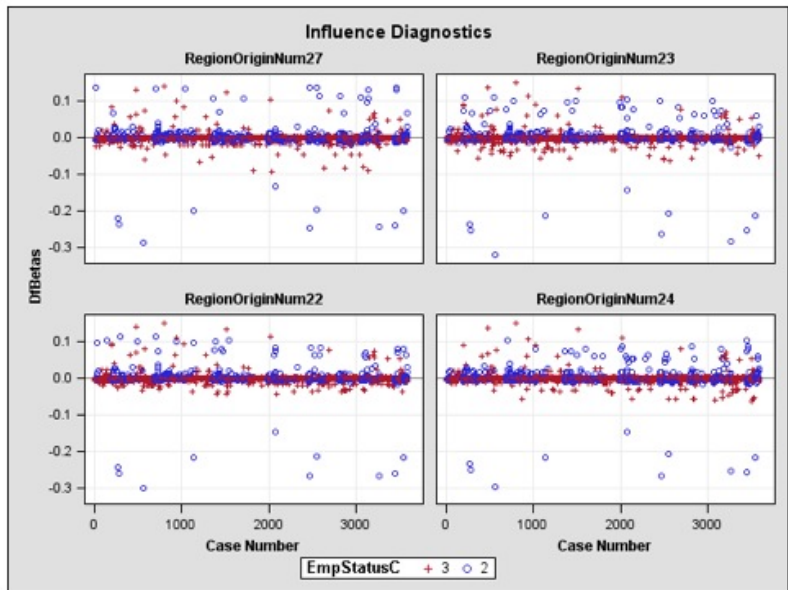 Influence Diagnostics
RegionOriginNum27 RegionOriginNum23
0.1
0.0
-0.1
-0.2
-0.3
DfBetas
RegionOriginNum22 RegionOriginNum24
0.1
0.0
-0.1
-0.2
-0.3
0 1000 2000 3000 0 1000 2000 3000
Case Number Case Number
EmpStatusC + 3 o 2